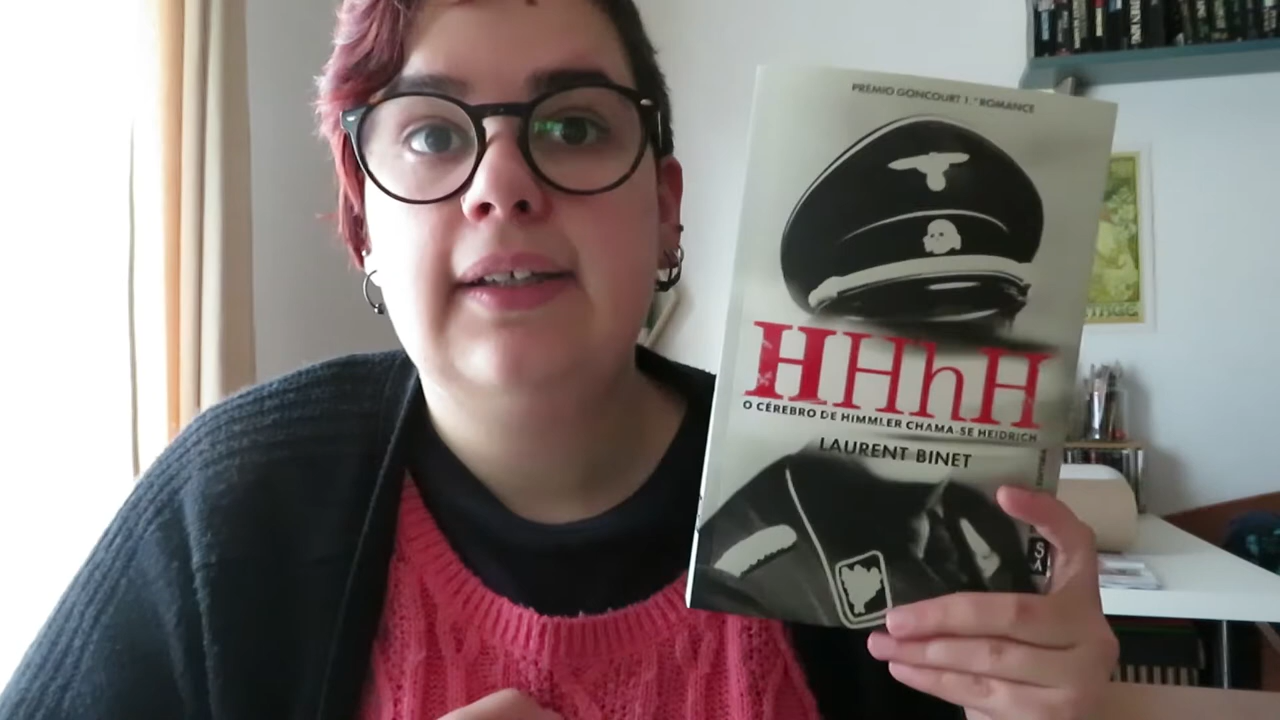 PRÉMIO GONCOURT 1.º ROMANCE
HHhH
O CÉREBRO DE HIMMLER CHAMA-SE HEIDRICH
LAURENT BINET